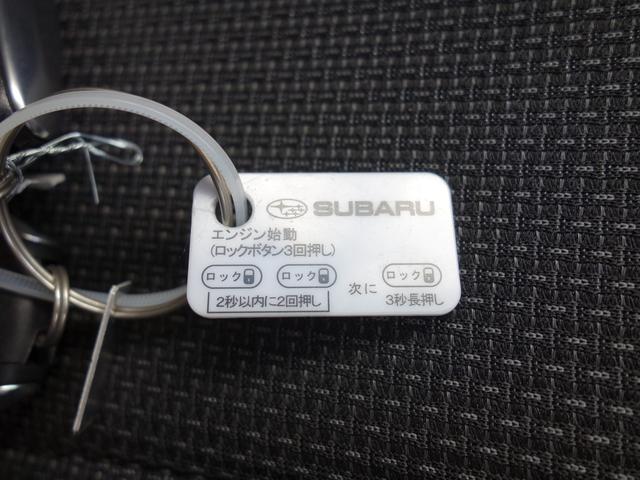 SUBARU
エンジン始動
(ロックボタン3回押し)
ロック ロック 次に ロック
2秒以内に2回押し 3秒長押し